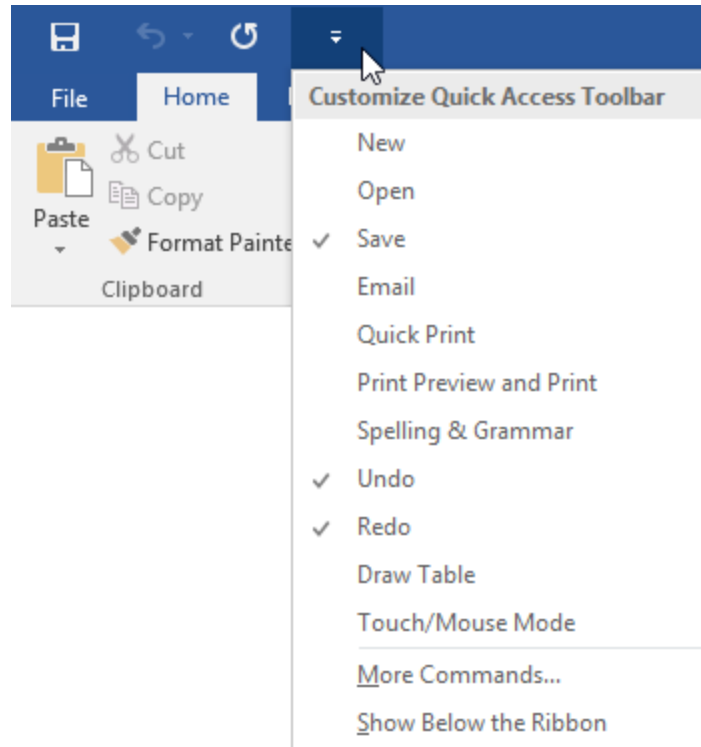 File
Home
Customize Quick Access Toolbar
Cut
Copy
Paste
Format Painte
Clipboard
New
Open
Save
Email
Quick Print
Print Preview and Print
Spelling & Grammar
Undo
Redo
Draw Table
Touch/Mouse Mode
More Commands...
Show Below the Ribbon